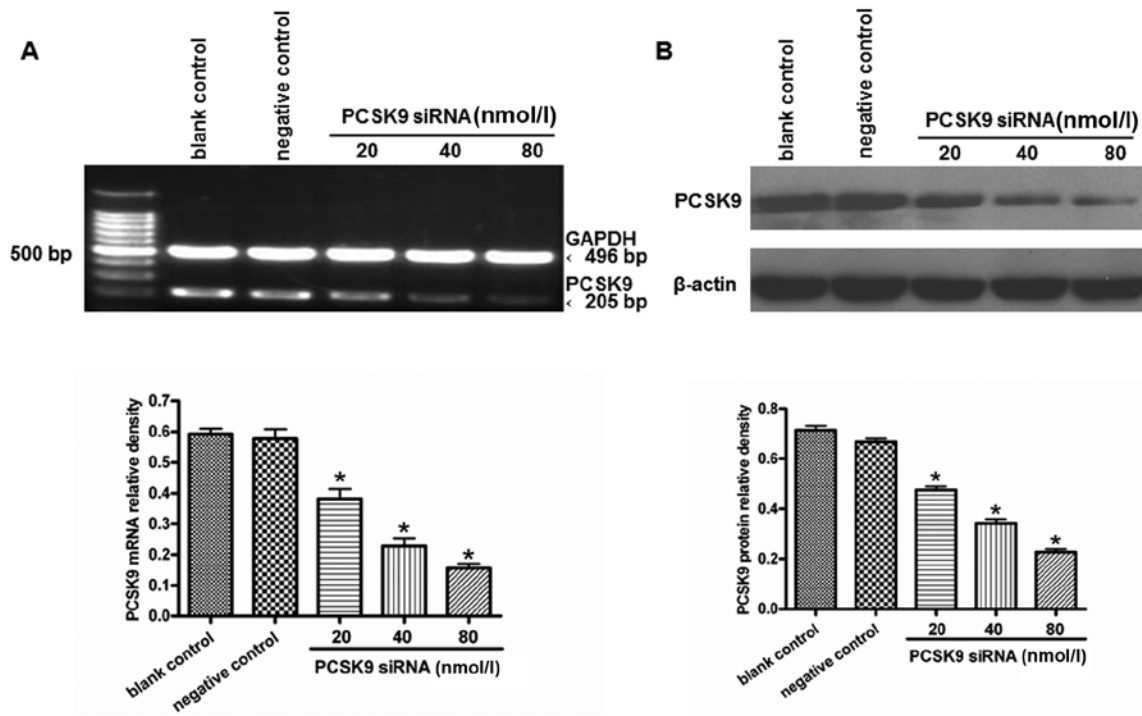 A
blank control
negative control
PCSK9 siRNA(nmol/l)
20 40 80
500 bp
GAPDH
‹ 496 bp
PCSK9
‹ 205 bp
PCSK9 mRNA relative density
0.7
0.6
0.5
0.4
0.3
0.2
0.1
0.0
* * *
blank control
negative control
20 40 80
PCSK9 siRNA (nmol/l)
B
blank control
negative control
PCSK9 siRNA(nmol/l)
20 40 80
PCSK9
β-actin
PCSK9 protein relative density
0.8
0.6
0.4
0.2
0.0
* * *
blank control
negative control
20 40 80
PCSK9 siRNA (nmol/l)